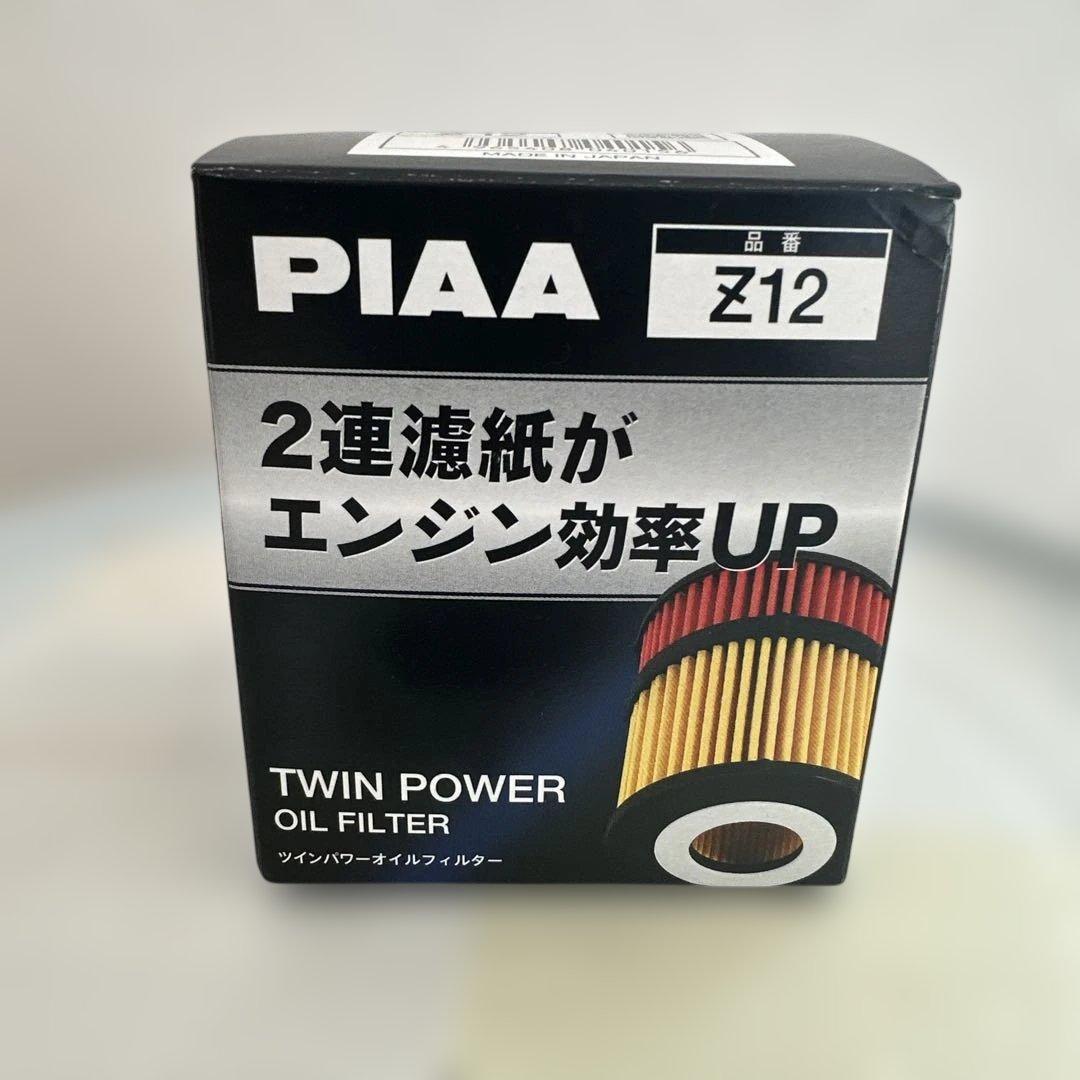 MADE IN JAPAN
PIAA
品番
Z12
2連濾紙が
エンジン効率UP
TWIN POWER
OIL FILTER
ツインパワーオイルフィルター